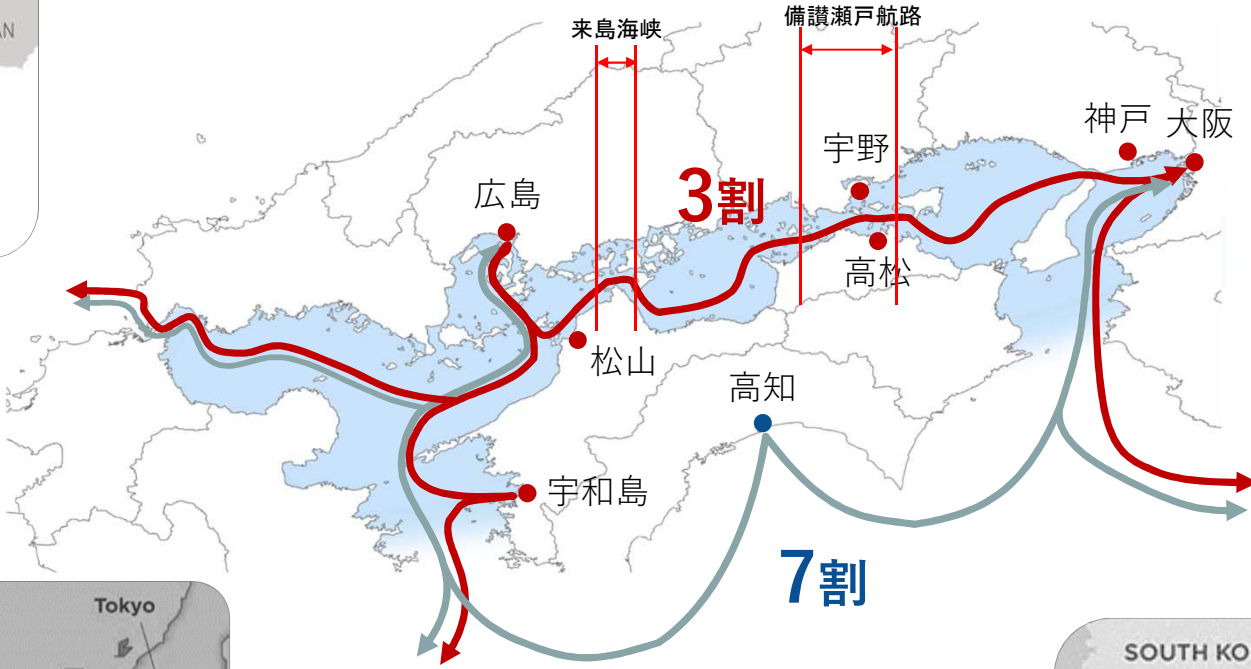 AN
来島海峡
備讃瀬戸航路
神戸
大阪
宇野
広島
3割
高松
松山
高知
宇和島
7割
Tokyo
SOUTH KO